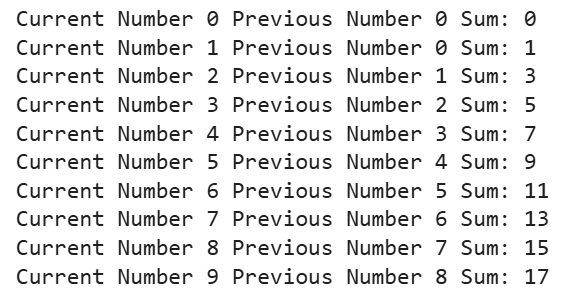 Current Number 0 Previous Number 0 Sum: 0
Current Number 1 Previous Number 0 Sum: 1
Current Number 2 Previous Number 1 Sum: 3
Current Number 3 Previous Number 2 Sum: 5
Current Number 4 Previous Number 3 Sum: 7
Current Number 5 Previous Number 4 Sum: 9
Current Number 6 Previous Number 5 Sum: 11
Current Number 7 Previous Number 6 Sum: 13
Current Number 8 Previous Number 7 Sum: 15
Current Number 9 Previous Number 8 Sum: 17